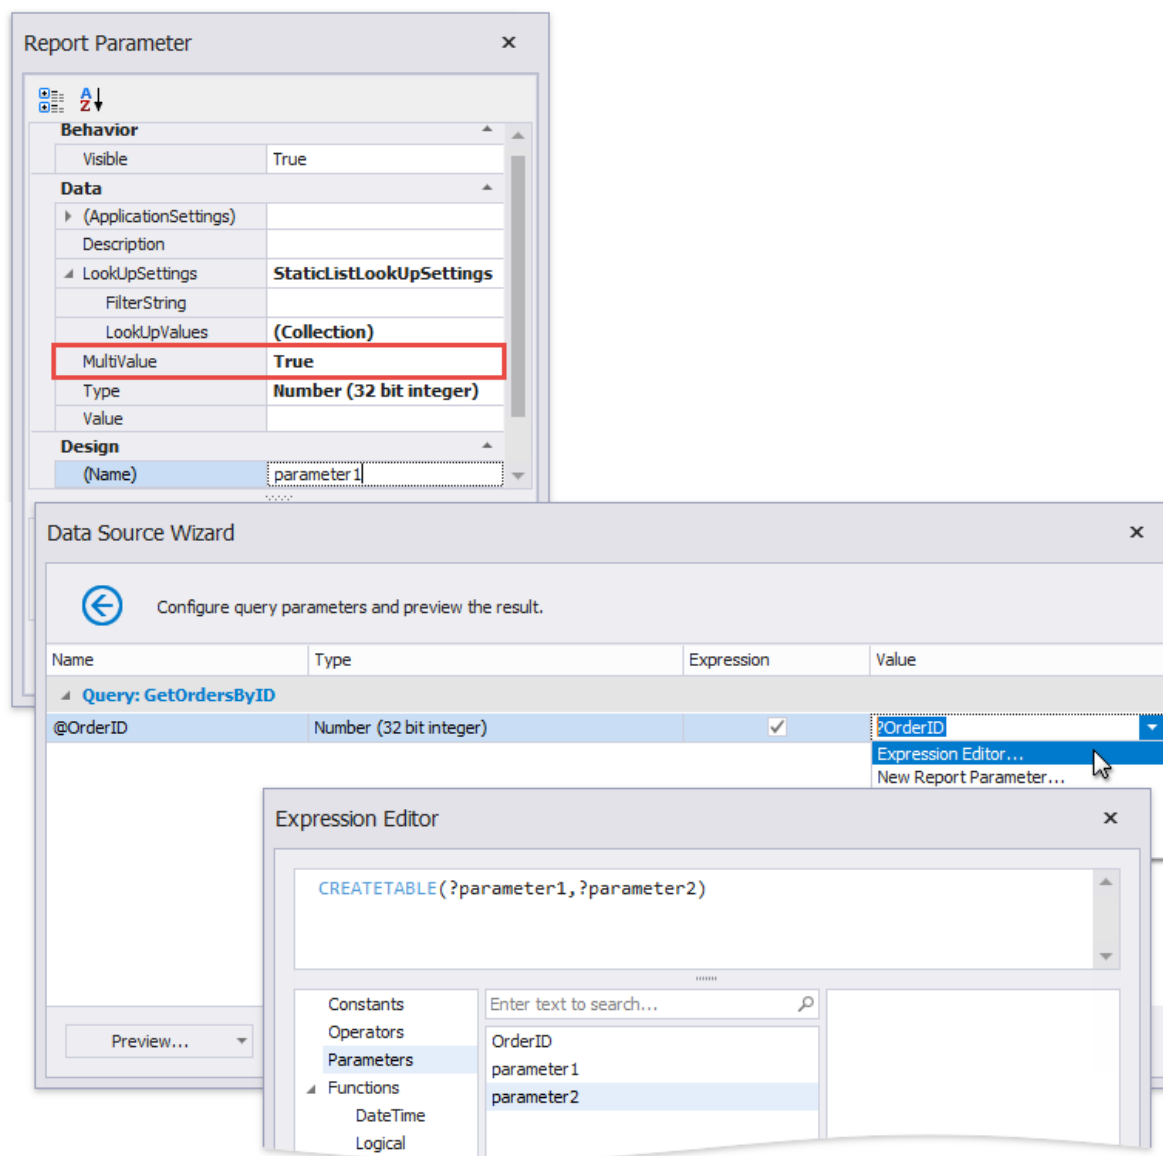 Report Parameter
Behavior
Visible True
Data
(ApplicationSettings)
Description
LookUpSettings StaticListLookUpSettings
FilterString
LookUpValues (Collection)
MultiValue True
Type Number (32 bit integer)
Value
Design
(Name) parameter1
Data Source Wizard
Configure query parameters and preview the result.
Name Type Expression Value
Query: GetOrdersByID
@OrderID Number (32 bit integer) ?OrderID
Expression Editor...
New Report Parameter...
Expression Editor
CREATETABLE(?parameter1,?parameter2)
Constants Enter text to search...
Operators OrderID
Parameters parameter1
Functions parameter2
DateTime
Logical
Preview...